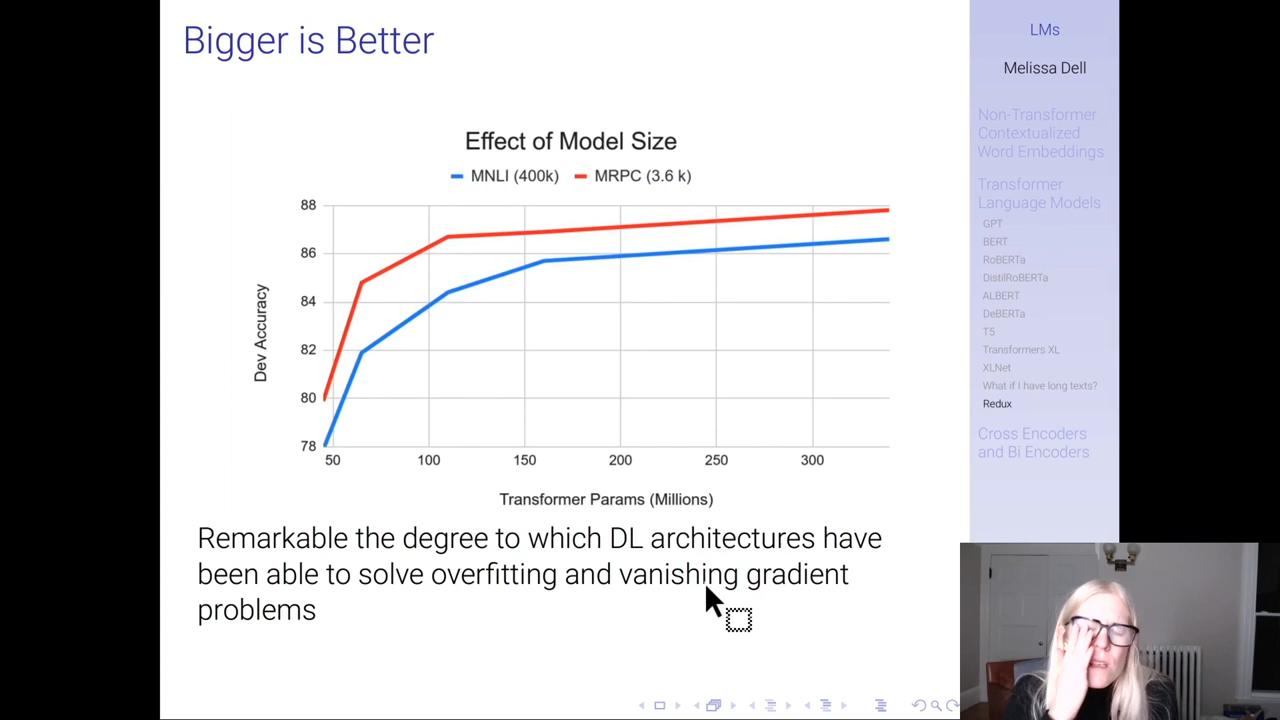 Bigger is Better
Effect of Model Size
MNLI (400k) MRPC (3.6 k)
88
86
84
82
80
78
Dev Accuracy
50 100 150 200 250 300
Transformer Params (Millions)
Remarkable the degree to which DL architectures have
been able to solve overfitting and vanishing gradient
problems
LMs
Melissa Dell
Non-Transformer
Contextualized
Word Embeddings
Transformer
Language Models
GPT
BERT
RoBERTa
DistilRoBERTa
ALBERT
DeBERTa
T5
Transformers XL
XLNet
What if I have long texts?
Redux
Cross Encoders
and Bi Encoders